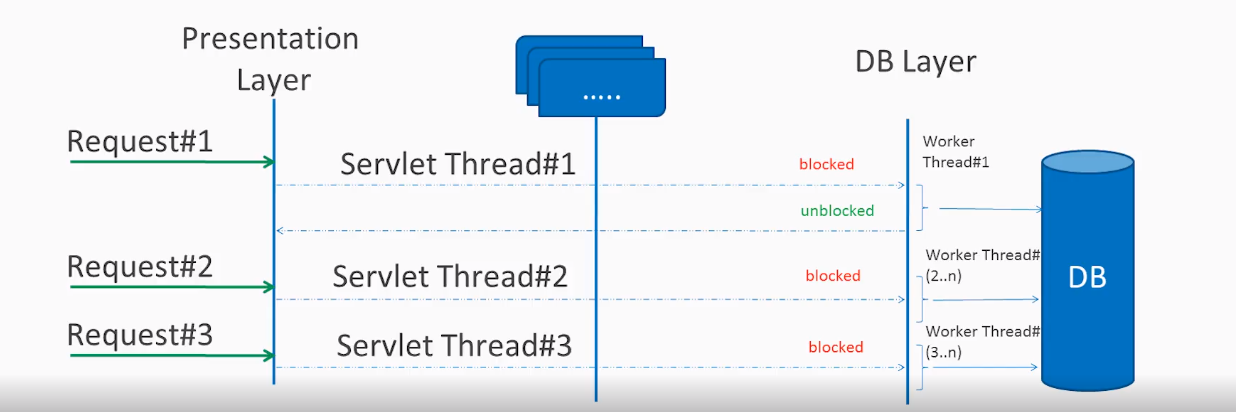 Presentation
Layer
.....
DB Layer
Request#1
Servlet Thread#1
blocked
Worker
Thread#1
unblocked
Request#2
Servlet Thread#2
blocked
Worker Thread#
(2..n)
DB
Request#3
Servlet Thread#3
blocked
Worker Thread#
(3..n)